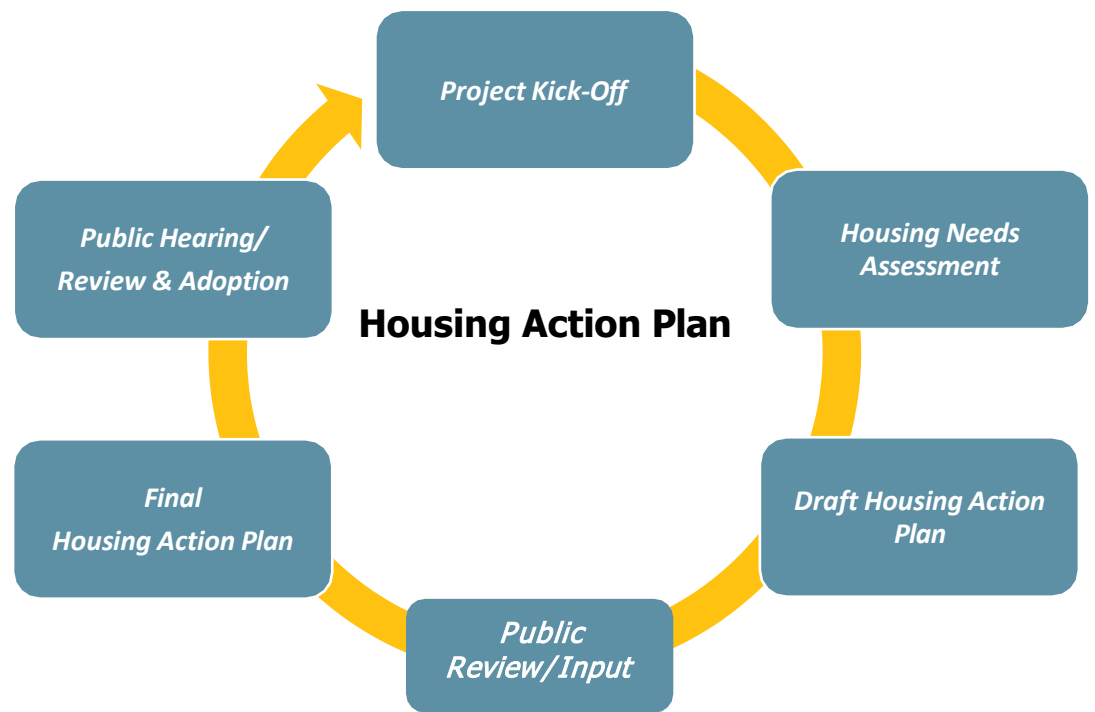 Project Kick-Off
Housing Needs
Assessment
Draft Housing Action
Plan
Public
Review/Input
Final
Housing Action Plan
Public Hearing/
Review & Adoption
Housing Action Plan